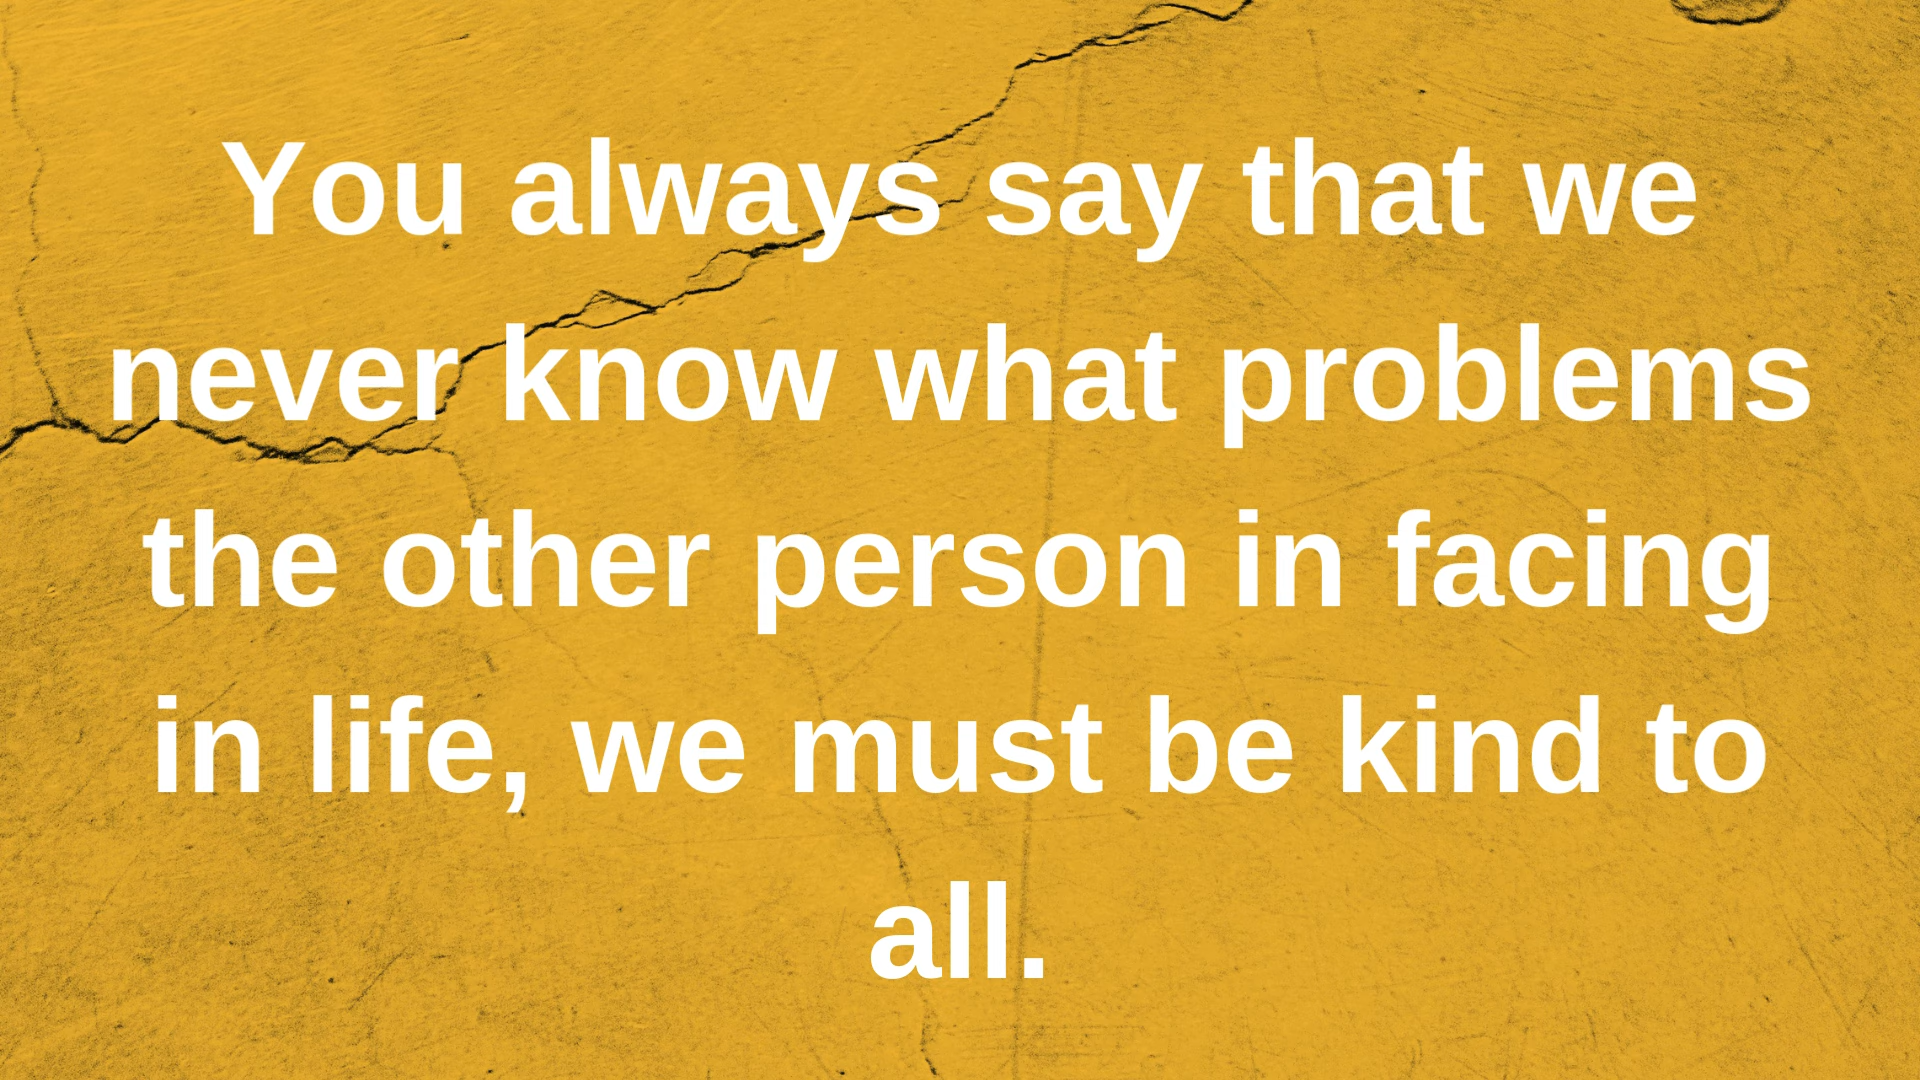 You always say that we
never know what problems
the other person in facing
in life, we must be kind to
all.